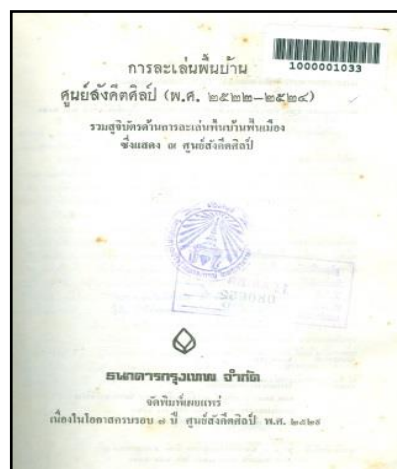 1000001033
การละเล่นพื้นบ้าน
ศูนย์สังคีตศิลป์ (พ.ศ. ๒๕๒๒-๒๕๒๔)
รวมสูจิบัตรด้านการละเล่นพื้นบ้านพื้นเมือง
ซึ่งแสดง ณ ศูนย์สังคีตศิลป์
ธนาคารกรุงเทพ จำกัด
จัดพิมพ์เผยแพร่
เนื่องในโอกาสครบรอบ ๗ ปี ศูนย์สังคีตศิลป์ พ.ศ.